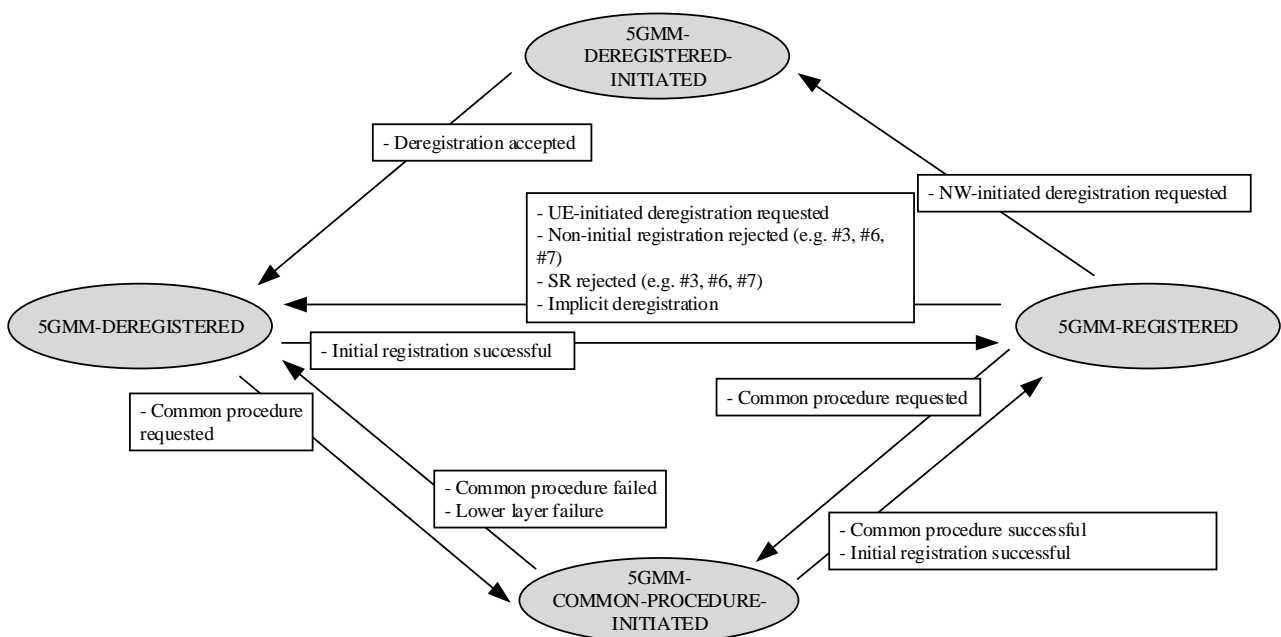 5GMM-
DEREGISTERED-
INITIATED
- Deregistration accepted
- NW-initiated deregistration requested
- UE-initiated deregistration requested
- Non-initial registration rejected (e.g. #3, #6,
#7)
- SR rejected (e.g. #3, #6, #7)
- Implicit deregistration
5GMM-DEREGISTERED
5GMM-REGISTERED
- Initial registration successful
- Common procedure
requested
- Common procedure requested
- Common procedure failed
- Lower layer failure
- Common procedure successful
- Initial registration successful
5GMM-
COMMON-PROCEDURE-
INITIATED